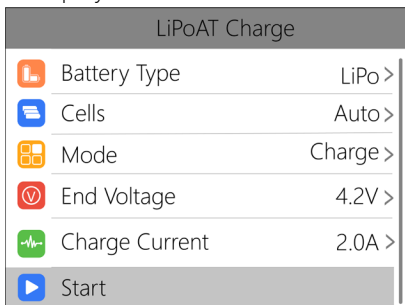 LiPoAT Charge
Battery Type LiPo >
Cells Auto >
Mode Charge >
End Voltage 4.2V >
Charge Current 2.0A >
Start